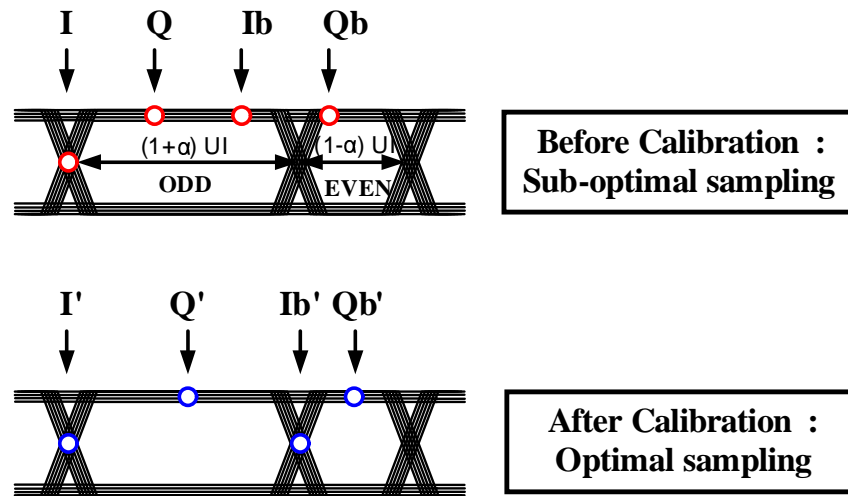 I Q Ib Qb
(1+α) UI (1-α) UI
ODD EVEN
Before Calibration :
Sub-optimal sampling
I' Q' Ib' Qb'
After Calibration :
Optimal sampling